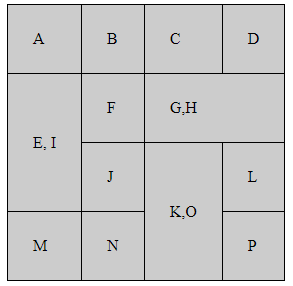 A B C D
F G,H
E, I
J L
K,O
M N P